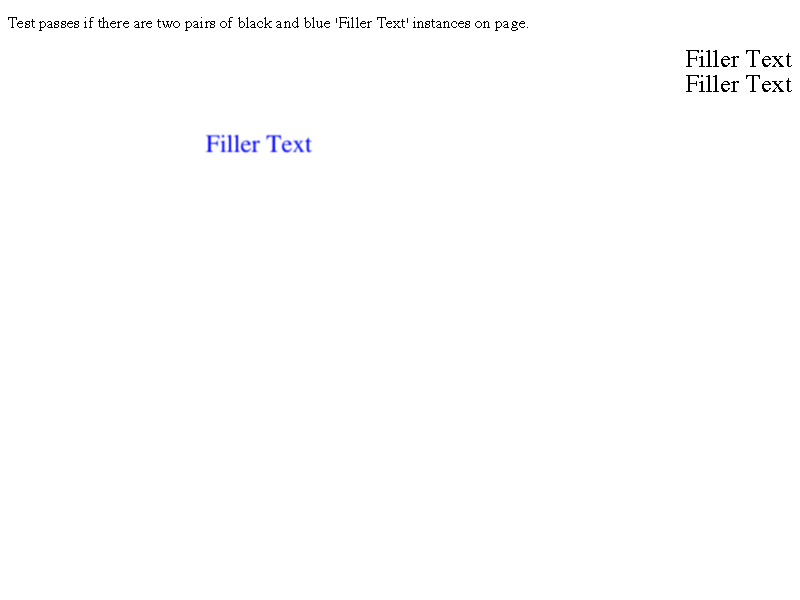 Test passes if there are two pairs of black and blue 'Filler Text' instances on page.
Filler Text
Filler Text
Filler Text